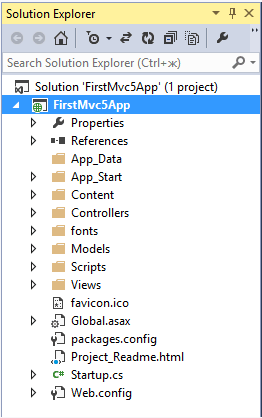 Solution Explorer
Search Solution Explorer (Ctrl+ж)
Solution 'FirstMvc5App' (1 project)
FirstMvc5App
Properties
References
App_Data
App_Start
Content
Controllers
fonts
Models
Scripts
Views
favicon.ico
Global.asax
packages.config
Project_Readme.html
C# Startup.cs
Web.config